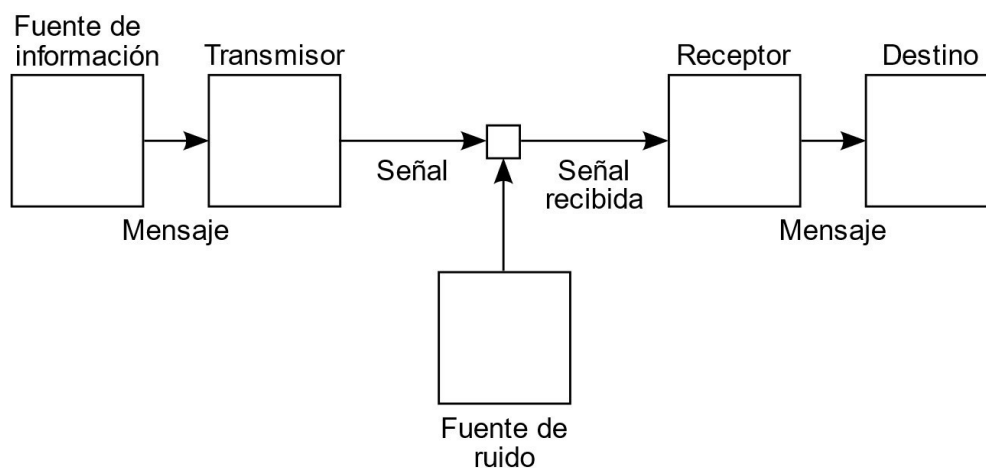 Fuente de
información
Transmisor
Receptor
Destino
Señal
Señal
recibida
Mensaje
Mensaje
Fuente de
ruido